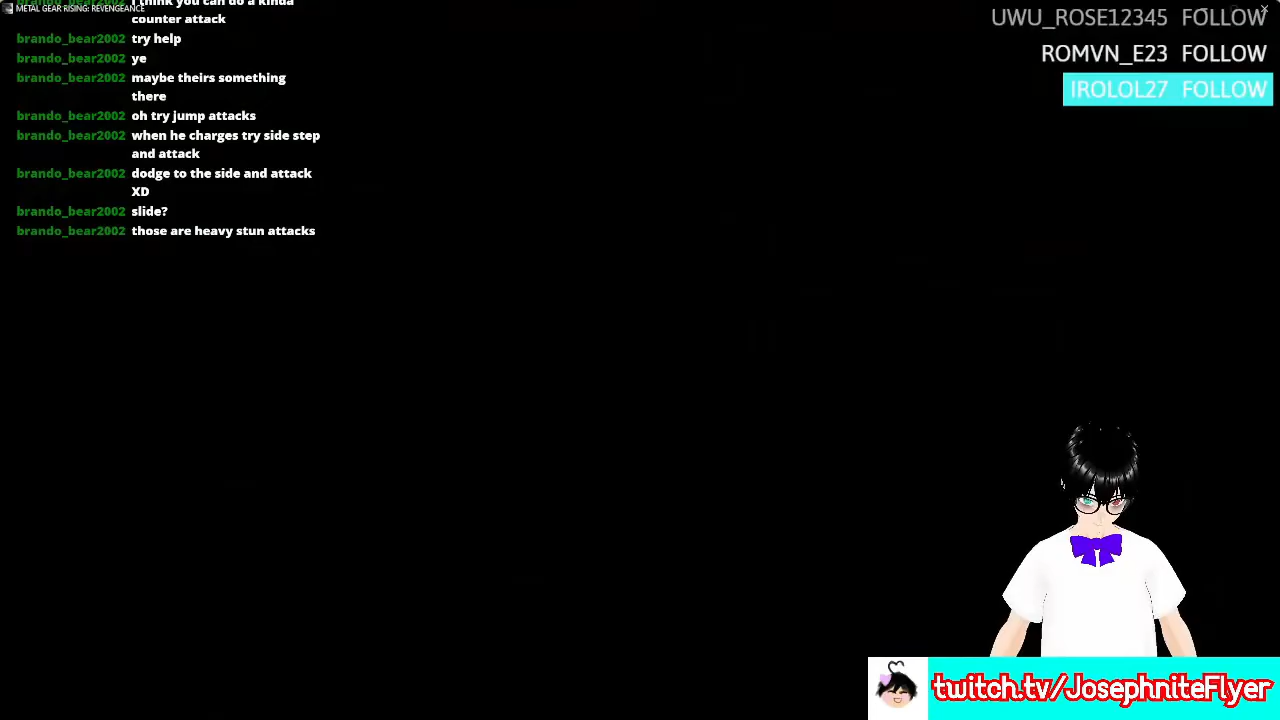 METAL GEAR RISING: REVENGEANCE
brando_bear2002 I think you can do a kinda
counter attack
brando_bear2002 try help
brando_bear2002 ye
brando_bear2002 maybe theirs something
there
brando_bear2002 oh try jump attacks
brando_bear2002 when he charges try side step
and attack
brando_bear2002 dodge to the side and attack
XD
brando_bear2002 slide?
brando_bear2002 those are heavy stun attacks
UWU_ROSE12345 FOLLOW
ROMVN_E23 FOLLOW
IROLOL27 FOLLOW
twitch.tv/JosephniteFlyer